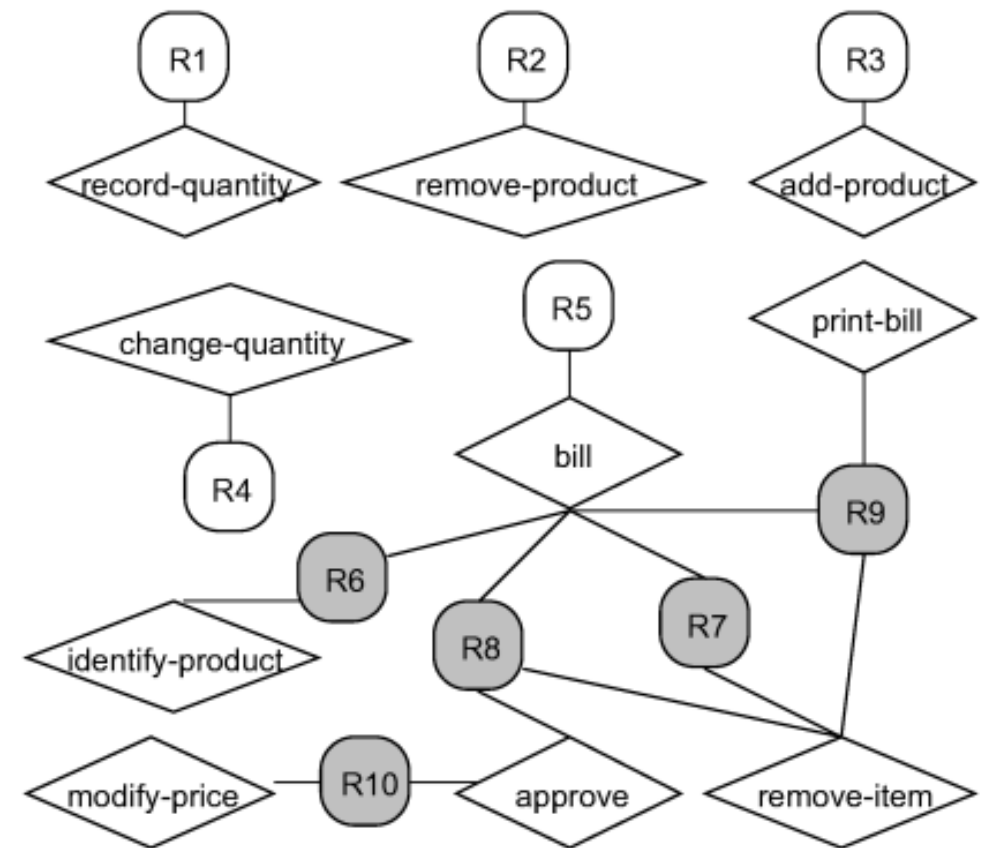 R1
R2
R3
record-quantity
remove-product
add-product
R5
print-bill
change-quantity
bill
R4
R9
R6
R7
R8
identify-product
R10
modify-price
approve
remove-item